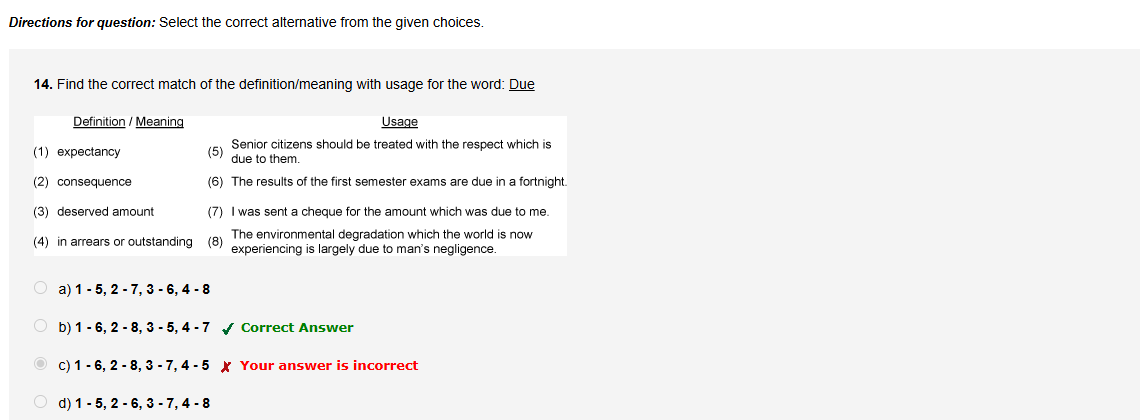 Directions for question: Select the correct alternative from the given choices.
14. Find the correct match of the definition/meaning with usage for the word: Due
Definition / Meaning Usage
(1) expectancy (5) Senior citizens should be treated with the respect which is
due to them.
(2) consequence (6) The results of the first semester exams are due in a fortnight.
(3) deserved amount (7) I was sent a cheque for the amount which was due to me.
(4) in arrears or outstanding (8) The environmental degradation which the world is now
experiencing is largely due to man's negligence.
a) 1 - 5, 2 - 7, 3 - 6, 4 - 8
b) 1 - 6, 2 - 8, 3 - 5, 4 - 7 ✓ Correct Answer
c) 1 - 6, 2 - 8, 3 - 7, 4 - 5 ✗ Your answer is incorrect
d) 1 - 5, 2 - 6, 3 - 7, 4 - 8